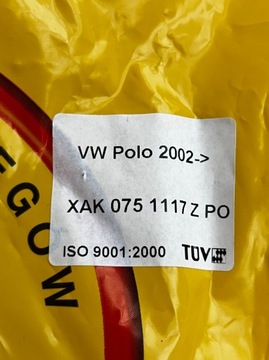 VW Polo 2002->
XAK 075 1117 Z PO
ISO 9001:2000 TÜV
EGOW